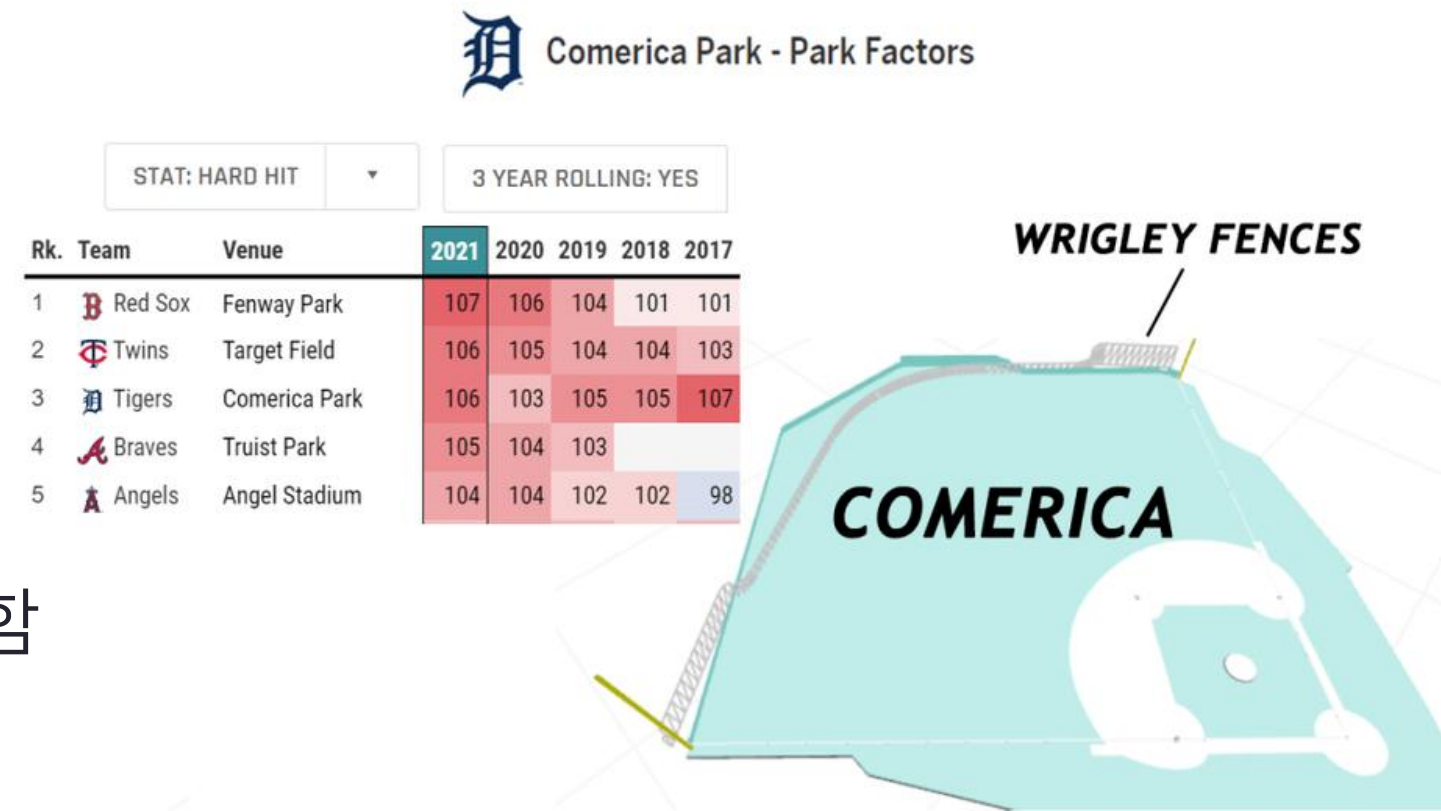 Comerica Park - Park Factors
STAT: HARD HIT ▼ 3 YEAR ROLLING: YES
Rk. Team Venue 2021 2020 2019 2018 2017
1 Red Sox Fenway Park 107 106 104 101 101
2 Twins Target Field 106 105 104 104 103
3 Tigers Comerica Park 106 103 105 105 107
4 Braves Truist Park 105 104 103
5 Angels Angel Stadium 104 104 102 102 98
WRIGLEY FENCES
COMERICA
함